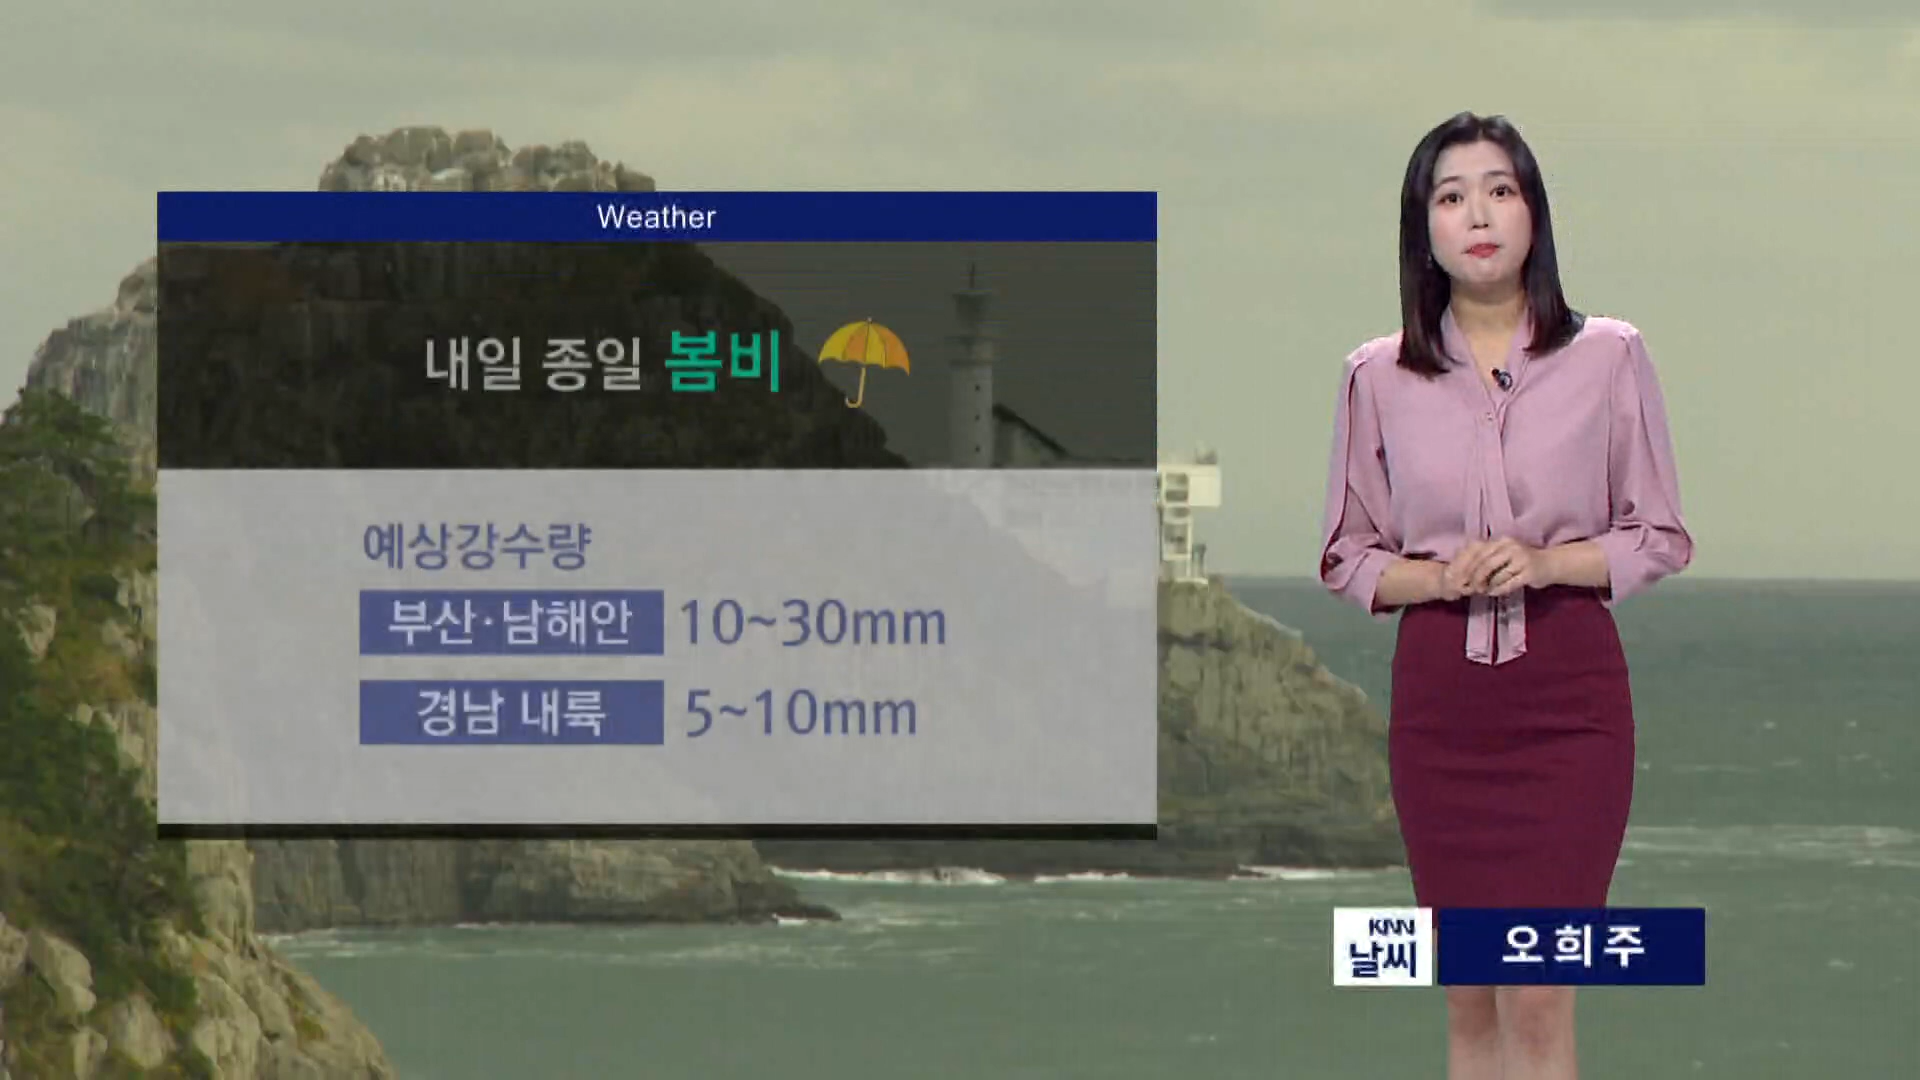 Weather
내일 종일 봄비
예상강수량
부산·남해안 10~30mm
경남 내륙 5~10mm
KNN
날씨
오희주